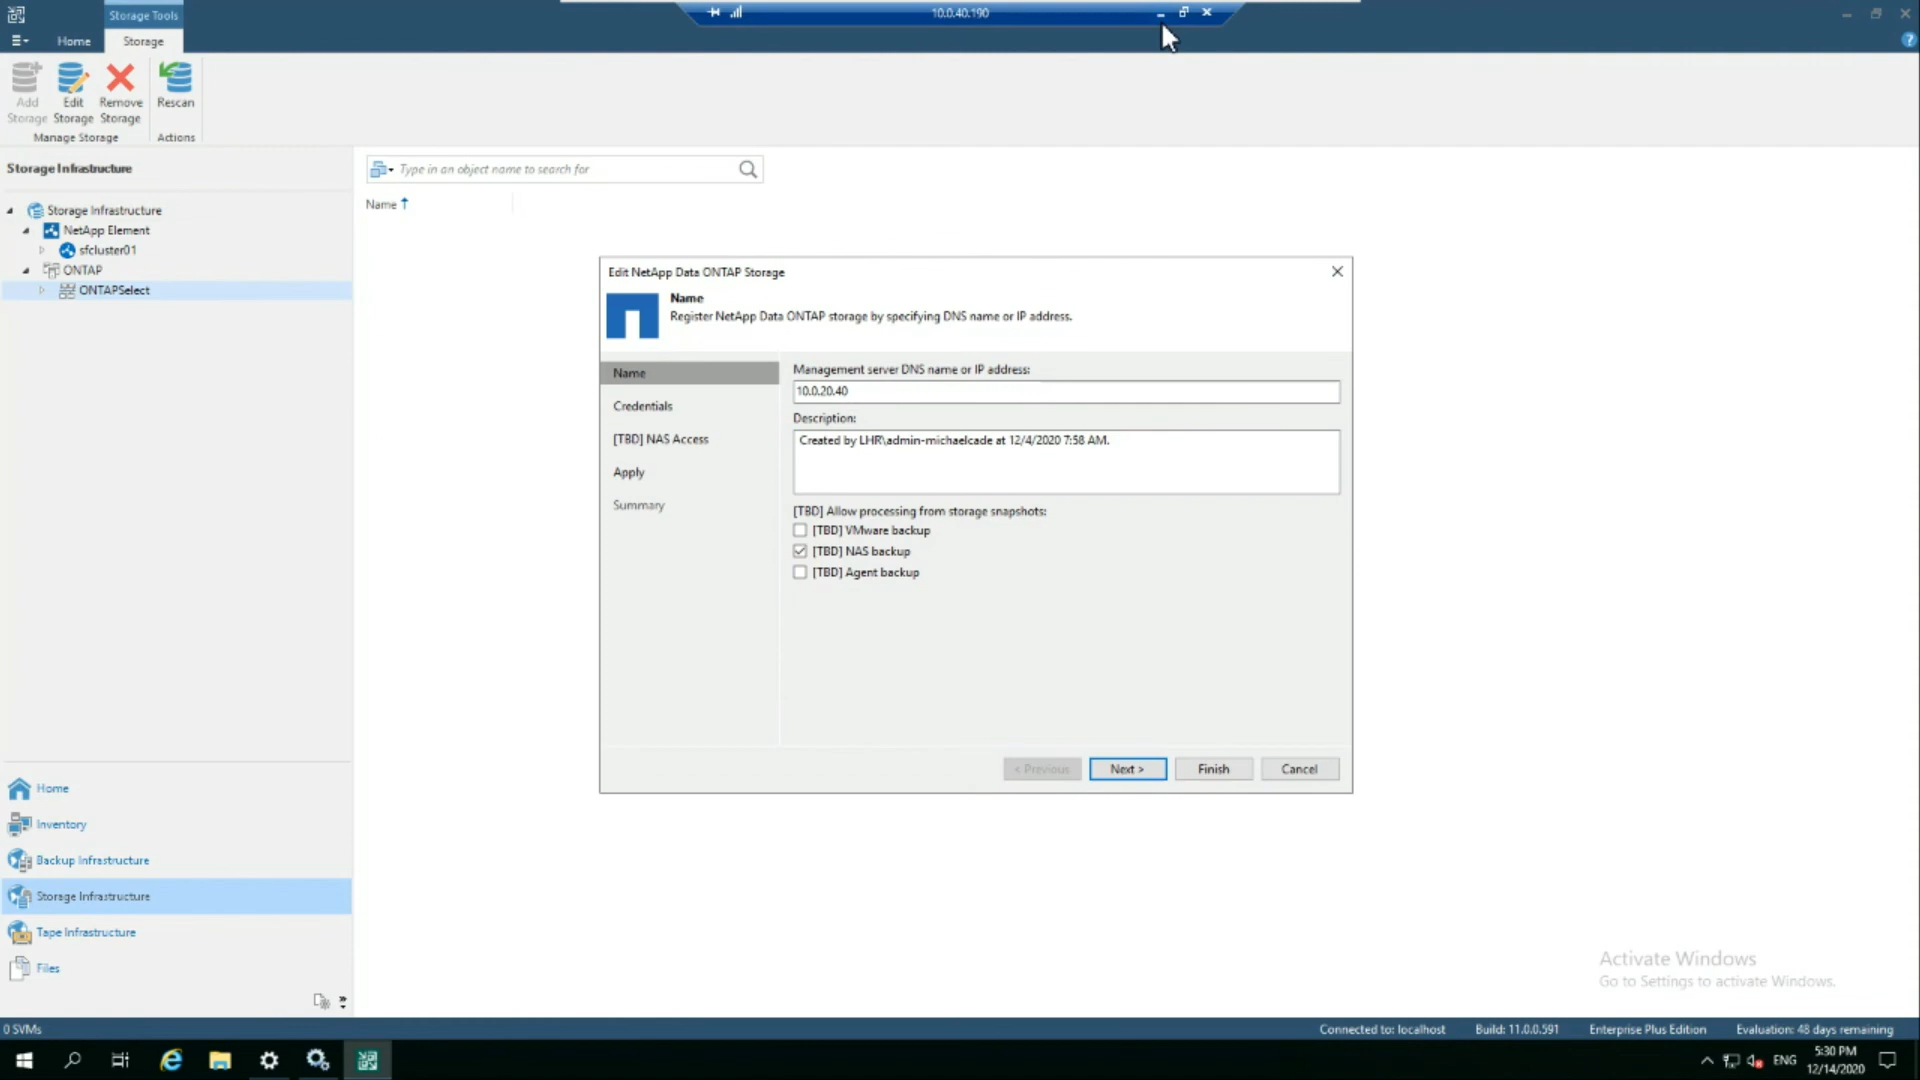 Storage Tools
10.0.40.190
Home
Storage
Add Storage
Edit Storage
Remove Storage
Rescan
Manage Storage
Actions
Storage Infrastructure
Type in an object name to search for
Name
Storage Infrastructure
NetApp Element
sfcluster01
ONTAP
ONTAPSelect
Edit NetApp Data ONTAP Storage
Name
Register NetApp Data ONTAP storage by specifying DNS name or IP address.
Name
Credentials
[TBD] NAS Access
Apply
Summary
Management server DNS name or IP address:
10.0.20.40
Description:
Created by LHR\admin-michaelcade at 12/4/2020 7:58 AM.
[TBD] Allow processing from storage snapshots:
[TBD] VMware backup
[TBD] NAS backup
[TBD] Agent backup
< Previous
Next >
Finish
Cancel
Home
Inventory
Backup Infrastructure
Storage Infrastructure
Tape Infrastructure
Files
Activate Windows
Go to Settings to activate Windows.
0 SVMs
Connected to: localhost
Build: 11.0.0.591
Enterprise Plus Edition
Evaluation: 48 days remaining
ENG
5:30 PM
12/14/2020